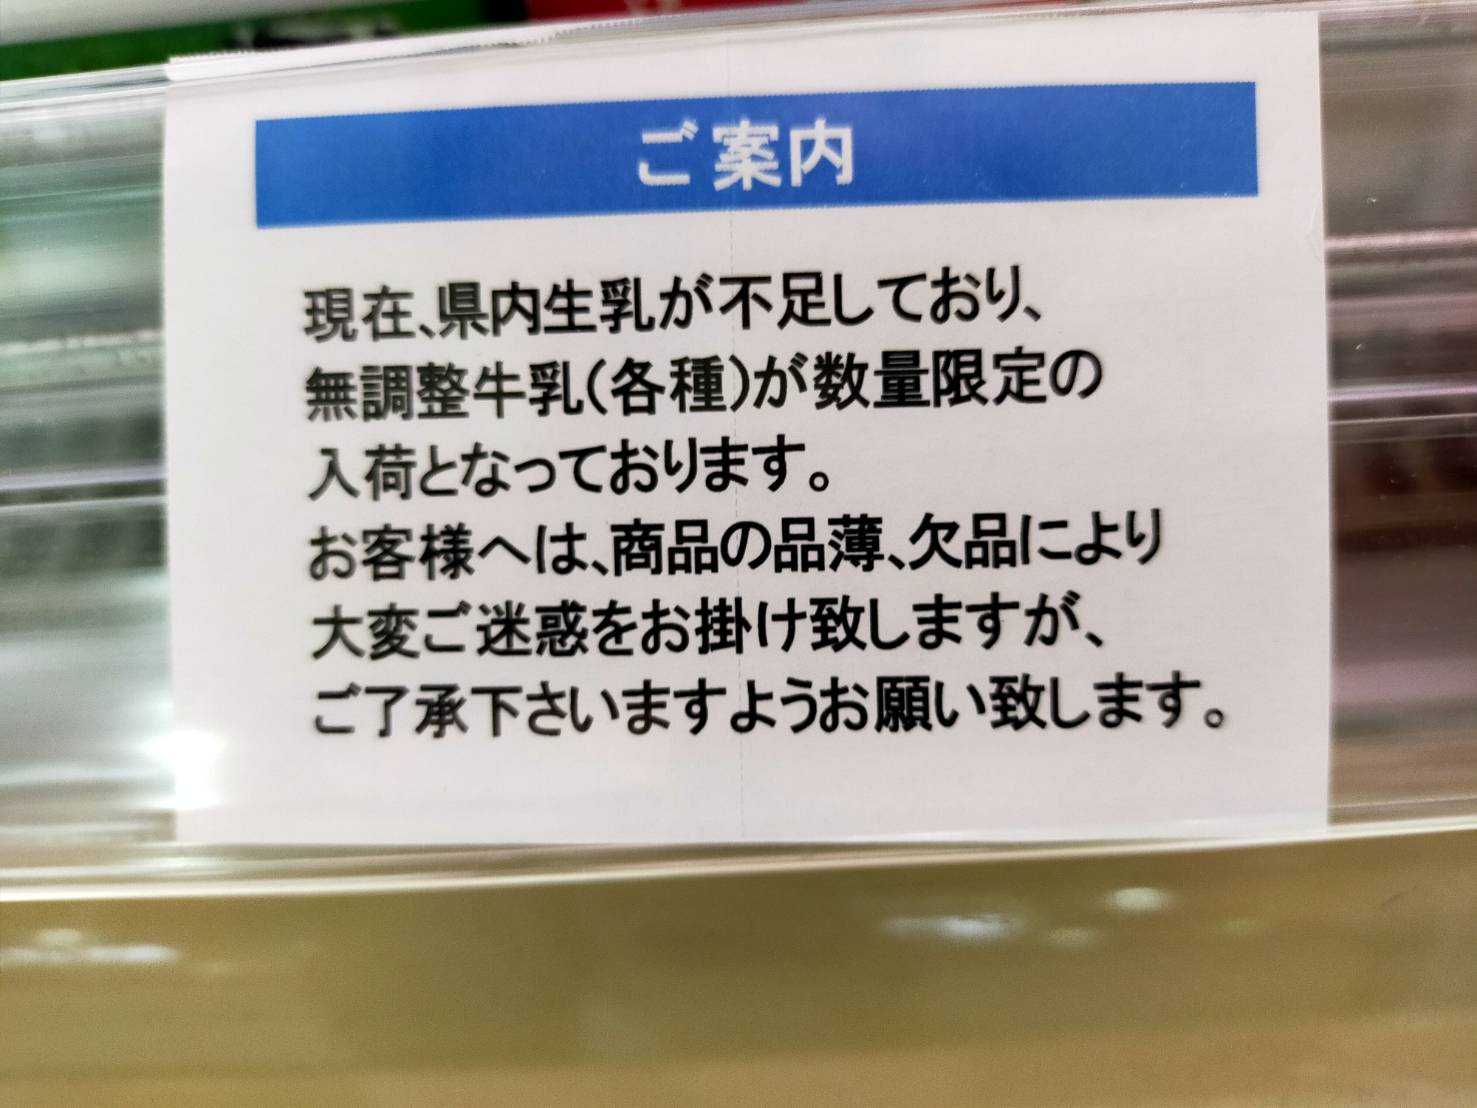 ご案内
現在、県内生乳が不足しており、
無調整牛乳(各種)が数量限定の
入荷となっております。
お客様へは、商品の品薄、欠品により
大変ご迷惑をお掛け致しますが、
ご了承下さいますようお願い致します。